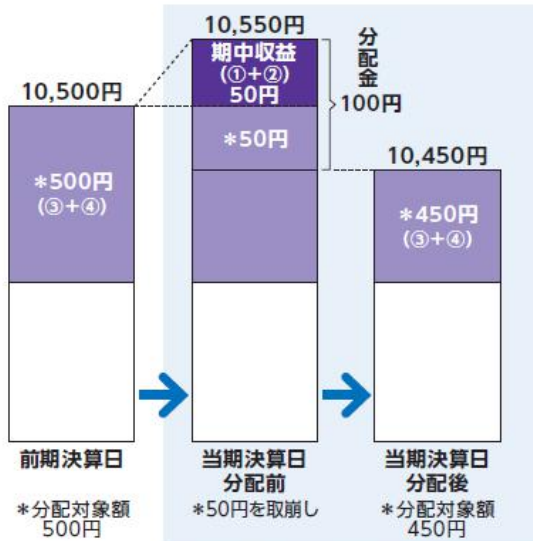 10,500円
*500円
(③+④)
前期決算日
*分配対象額
500円
10,550円
期中収益
(①+②)
50円
*50円
分配金
100円
当期決算日
分配前
*50円を取崩し
10,450円
*450円
(③+④)
当期決算日
分配後
*分配対象額
450円